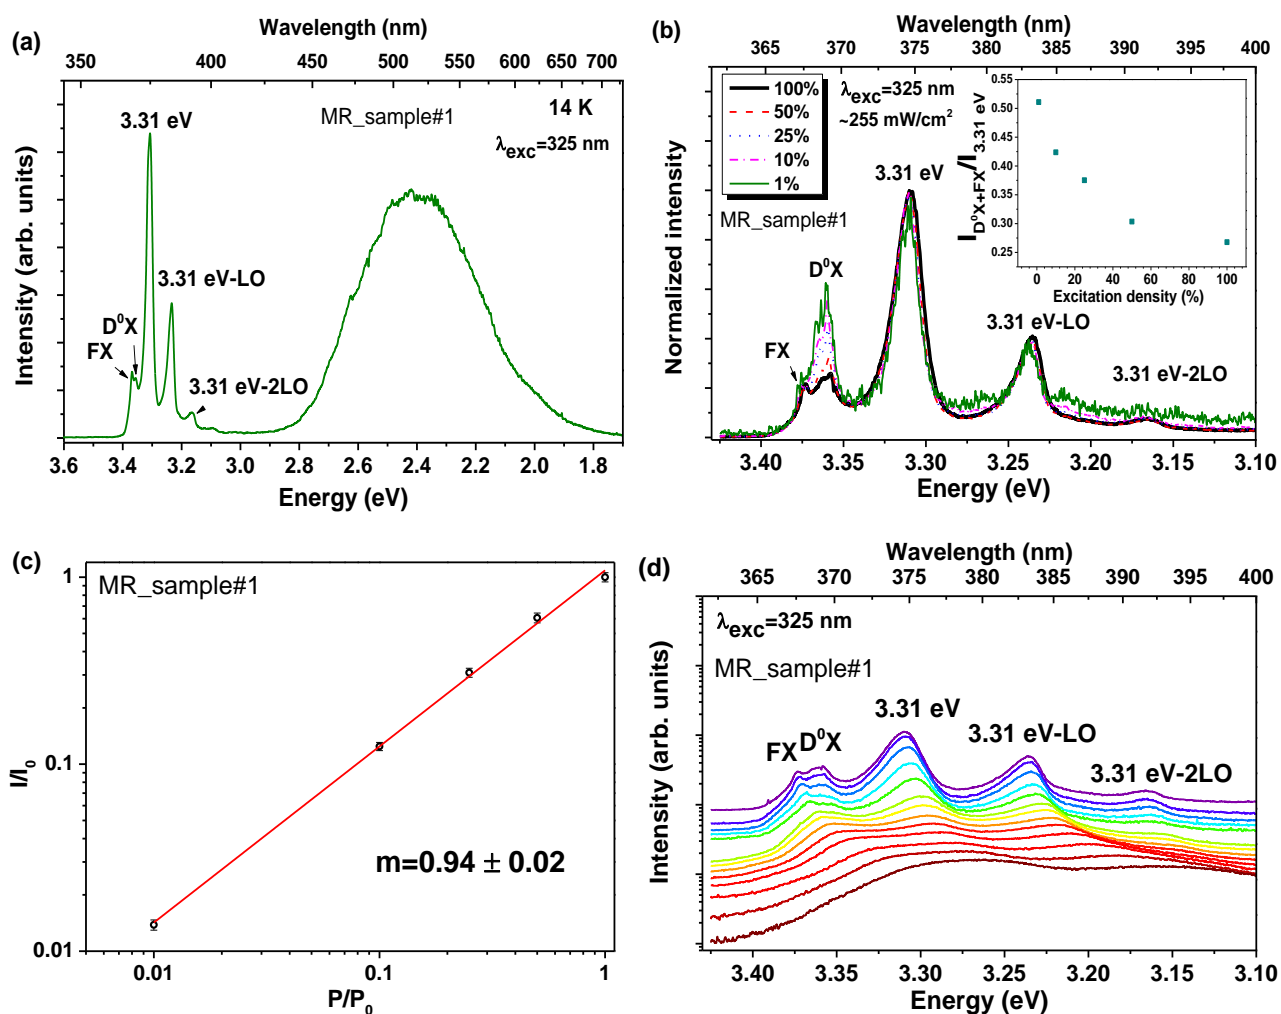 (a)
Wavelength (nm)
350 400 450 500 550 600 650 700
3.31 eV
14 K
MR_sample#1
λexc=325 nm
3.31 eV-LO
D⁰X
FX
3.31 eV-2LO
Intensity (arb. units)
3.6 3.4 3.2 3.0 2.8 2.6 2.4 2.2 2.0 1.8
Energy (eV)
(b)
Wavelength (nm)
365 370 375 380 385 390 395 400
100%
50%
25%
10%
1%
λexc=325 nm
~255 mW/cm²
MR_sample#1
3.31 eV
D⁰X
FX
3.31 eV-LO
3.31 eV-2LO
Normalized intensity
3.40 3.35 3.30 3.25 3.20 3.15 3.10
Energy (eV)
I_D⁰X+FX/I_3.31 eV
0.55
0.50
0.45
0.40
0.35
0.30
0.25
0 20 40 60 80 100
Excitation density (%)
(c)
MR_sample#1
1
0.1
0.01
I/I₀
m=0.94 ± 0.02
0.01 0.1 1
P/P₀
(d)
Wavelength (nm)
365 370 375 380 385 390 395 400
λexc=325 nm
MR_sample#1
3.31 eV
FX D⁰X
3.31 eV-LO
3.31 eV-2LO
Intensity (arb. units)
3.40 3.35 3.30 3.25 3.20 3.15 3.10
Energy (eV)